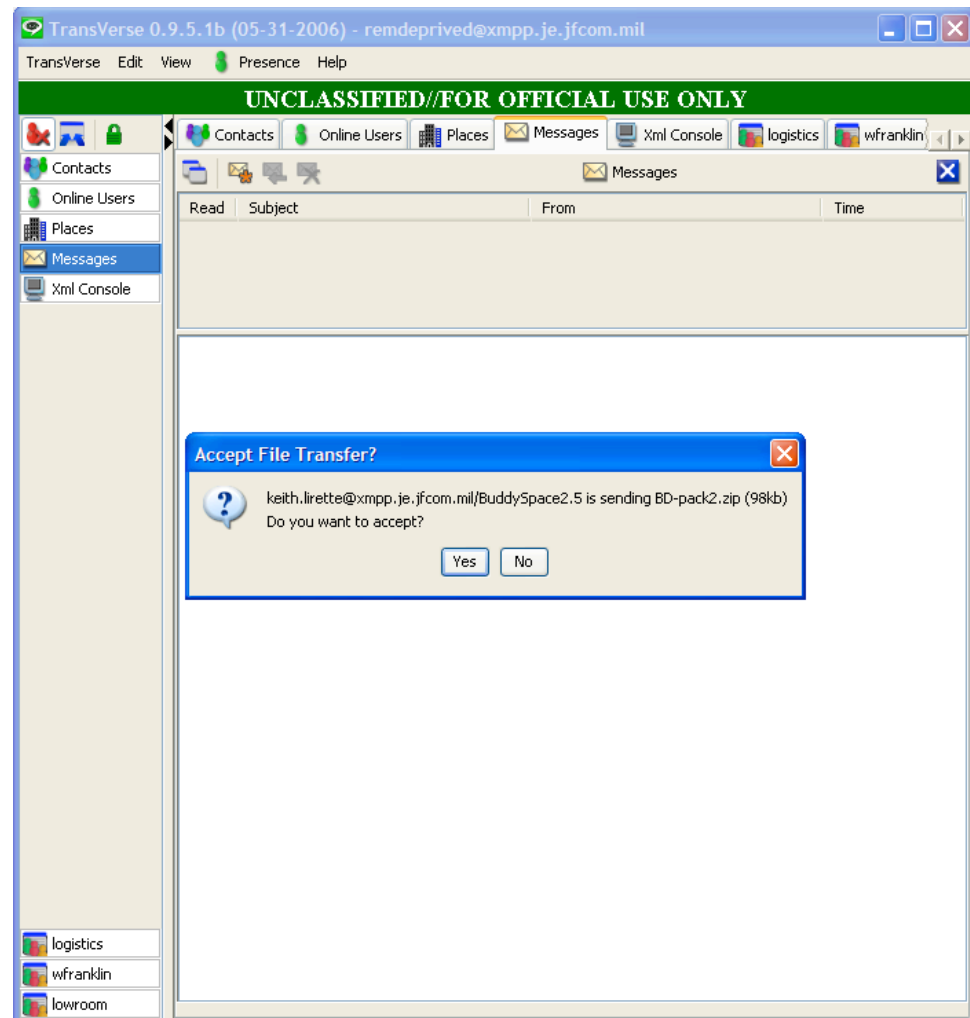 TransVerse 0.9.5.1b (05-31-2006) - remdeprived@xmpp.je.jfcom.mil
TransVerse Edit View Presence Help
UNCLASSIFIED//FOR OFFICIAL USE ONLY
Contacts Online Users Places Messages Xml Console logistics wfranklin
Contacts
Online Users
Places
Messages
Xml Console
Messages
Read Subject From Time
Accept File Transfer?
keith.lirette@xmpp.je.jfcom.mil/BuddySpace2.5 is sending BD-pack2.zip (98kb)
Do you want to accept?
Yes No
logistics
wfranklin
lowroom